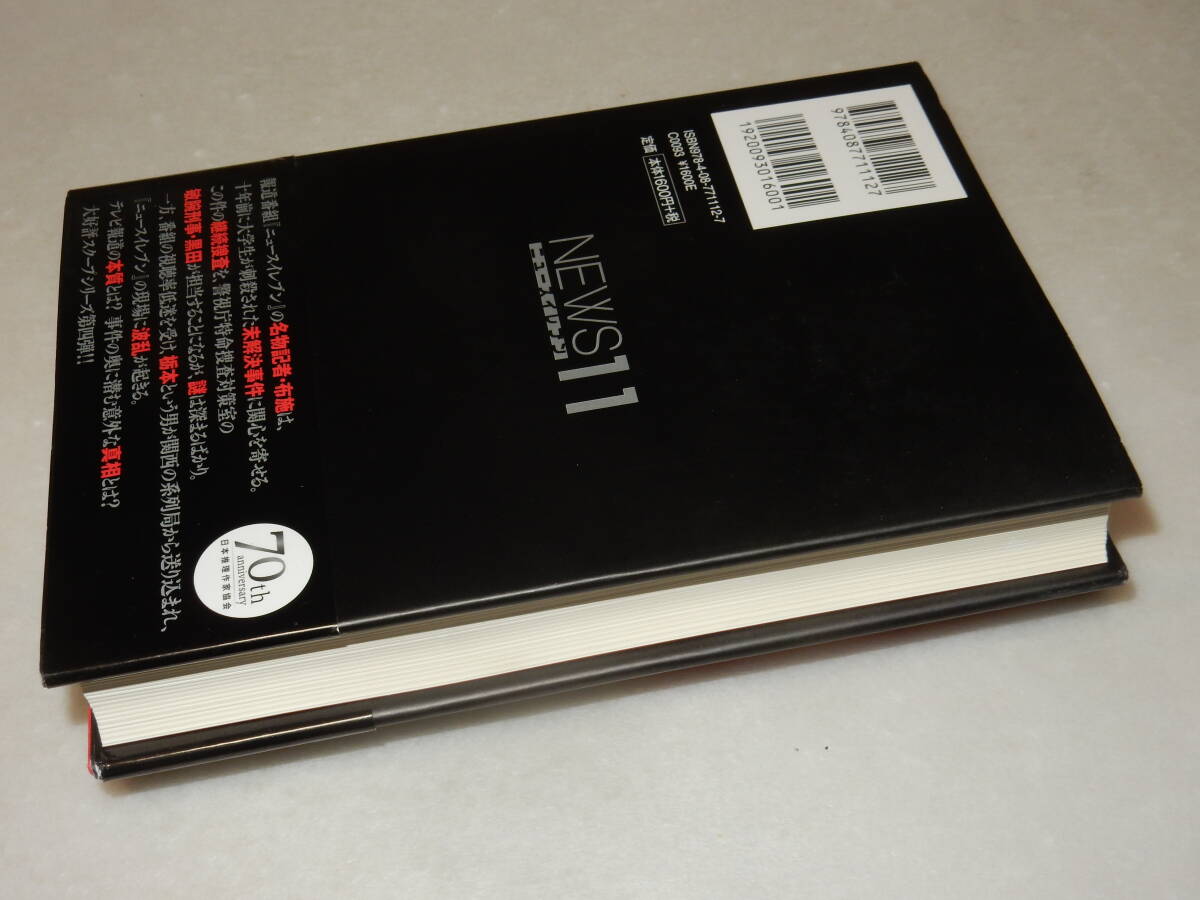 9784087711127
1920093016001
ISBN978-4-08-771112-7
C0093 ¥1600E
定価 本体1600円+税
NEWS11
報道番組『ニュースイレブン』の名物記者・布施は、
十年前に大学生が刺殺された未解決事件に関心を寄せる。
この件の継続捜査を、警視庁特命捜査対策室の
敏腕刑事・黒田が担当することになるが、謎は深まるばかり。
一方、番組の視聴率低迷を受け、栃本という男が関西の系列局から送り込まれ、
『ニュースイレブン』の現場に波乱が起きる。
テレビ報道の本質とは? 事件の奥に潜む意外な真相とは?
大好評スクープシリーズ第四弾!!
70th
anniversary
日本推理作家協会